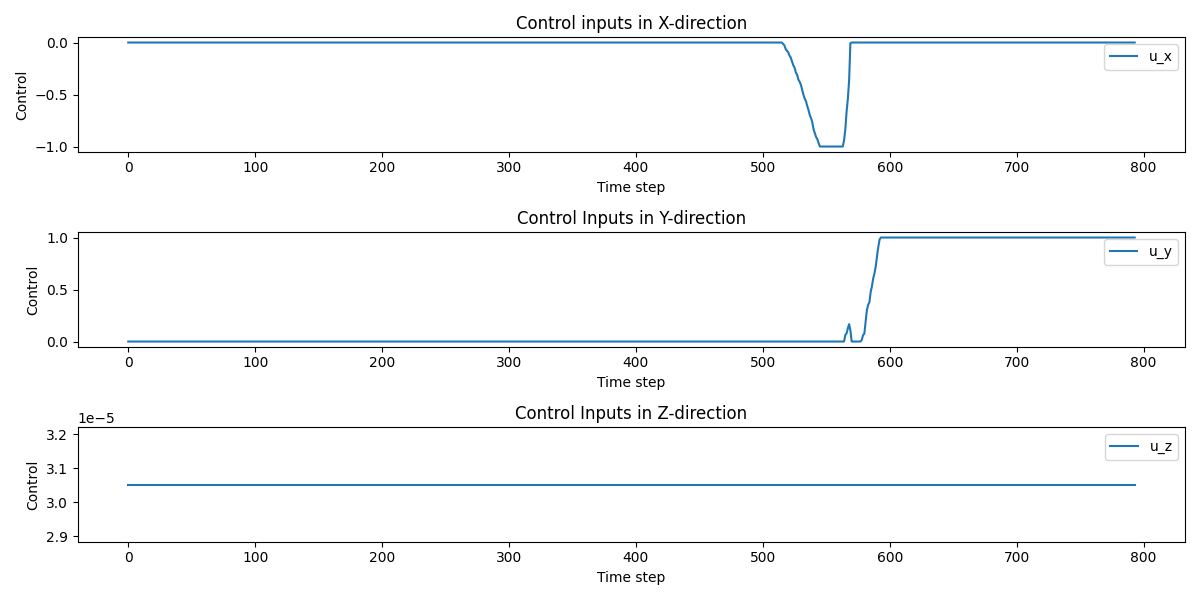 Control inputs in X-direction
0.0
−0.5
−1.0
Control
u_x
0 100 200 300 400 500 600 700 800
Time step
Control Inputs in Y-direction
1.0
0.5
0.0
Control
u_y
0 100 200 300 400 500 600 700 800
Time step
Control Inputs in Z-direction
1e−5
3.2
3.1
3.0
2.9
Control
u_z
0 100 200 300 400 500 600 700 800
Time step